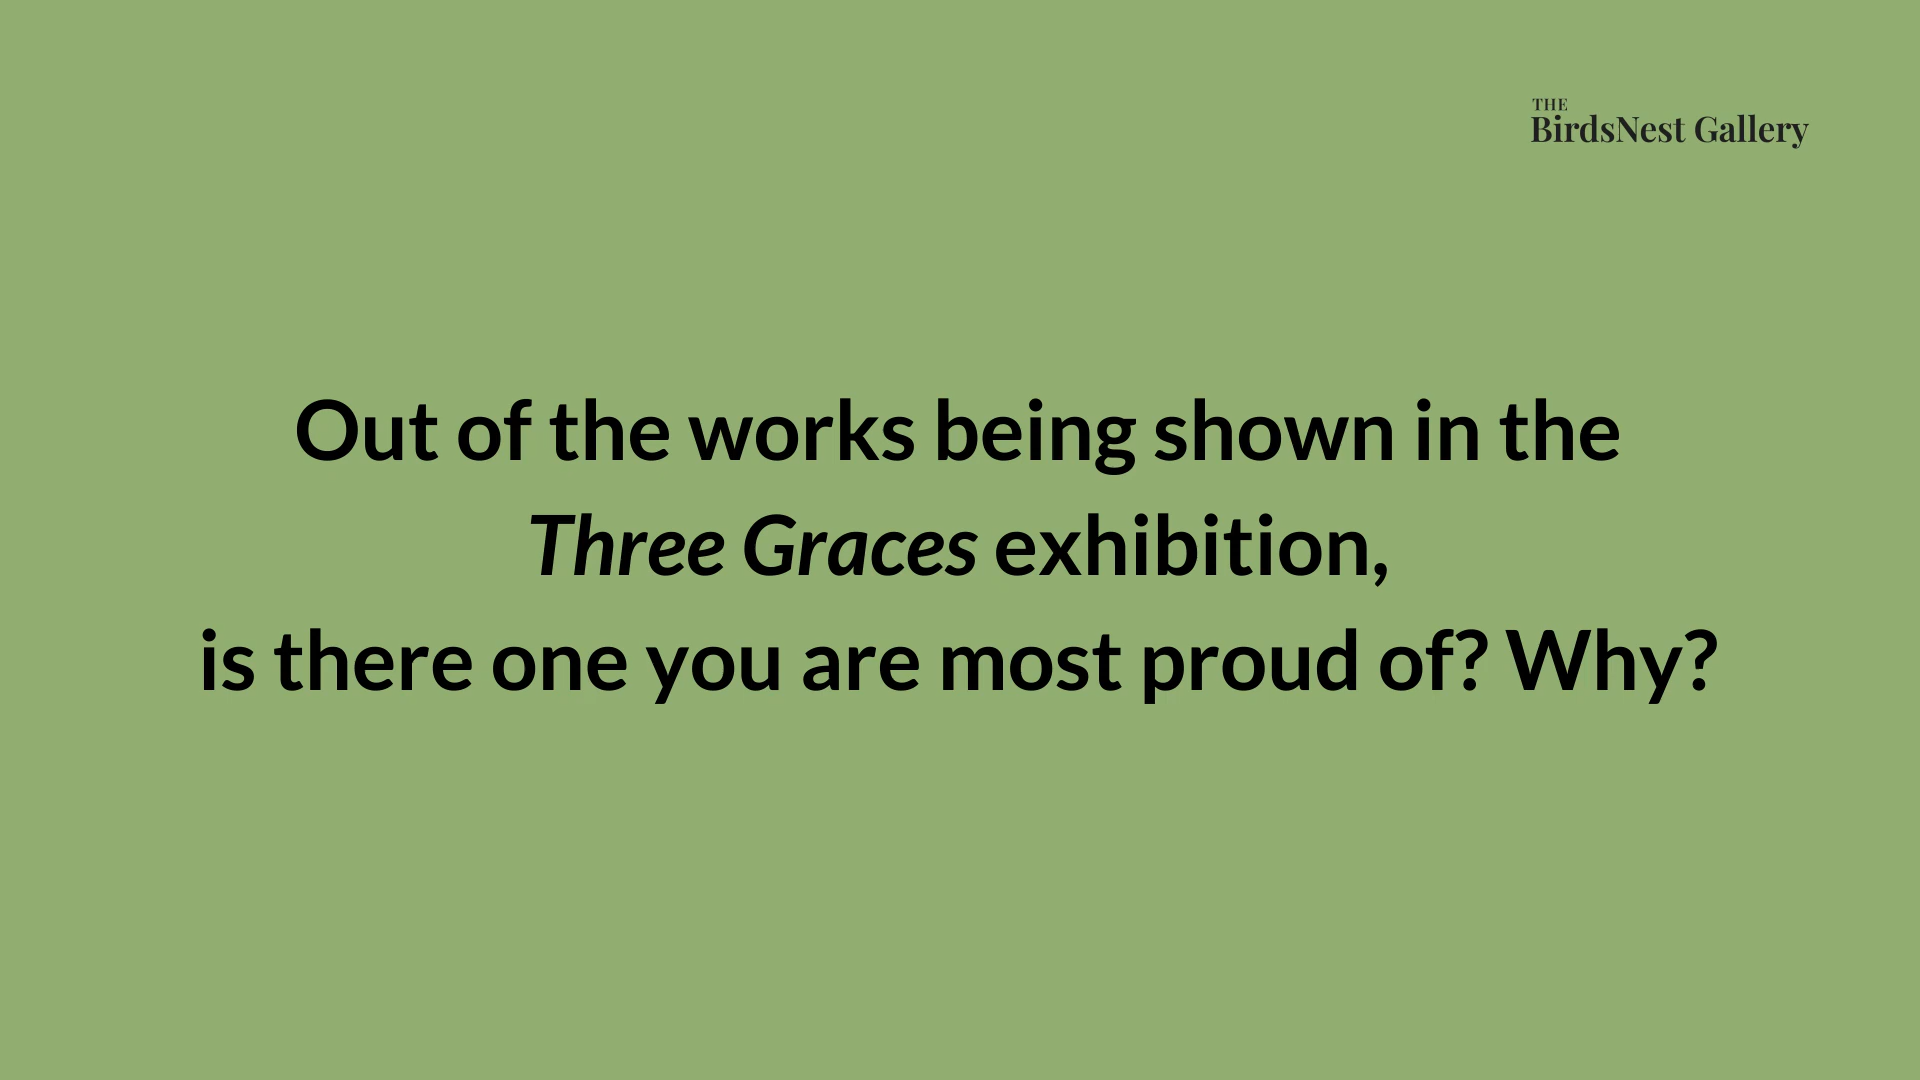 THE
BirdsNest Gallery
Out of the works being shown in the
Three Graces exhibition,
is there one you are most proud of? Why?